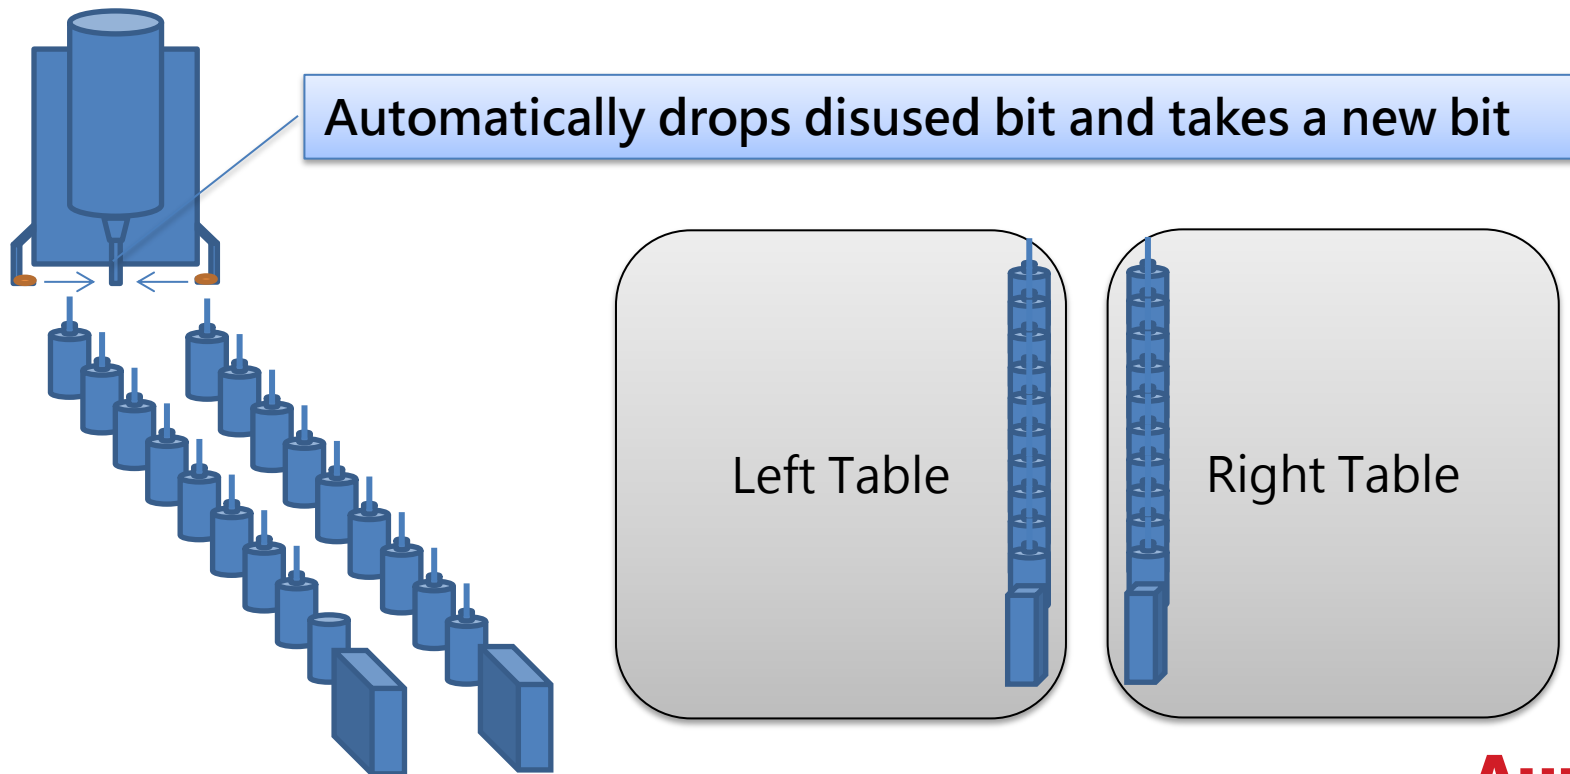 Automatically drops disused bit and takes a new bit
Left Table
Right Table